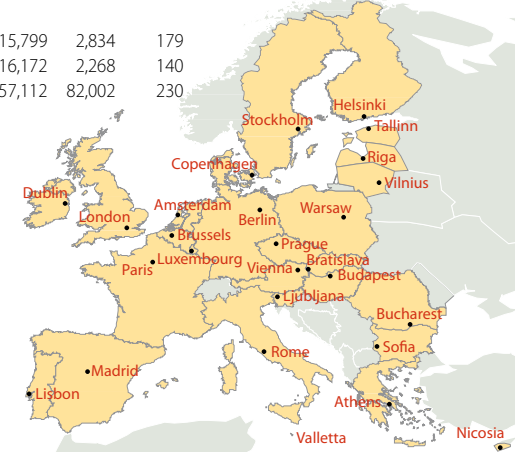 15,799 2,834 179
16,172 2,268 140
57,112 82,002 230
Helsinki
Stockholm
Tallinn
Riga
Copenhagen
Vilnius
Dublin
Amsterdam
Warsaw
London
Berlin
Brussels
Prague
Luxembourg
Bratislava
Vienna
Paris
Budapest
Ljubljana
Bucharest
Sofia
Rome
Madrid
Lisbon
Athens
Nicosia
Valletta